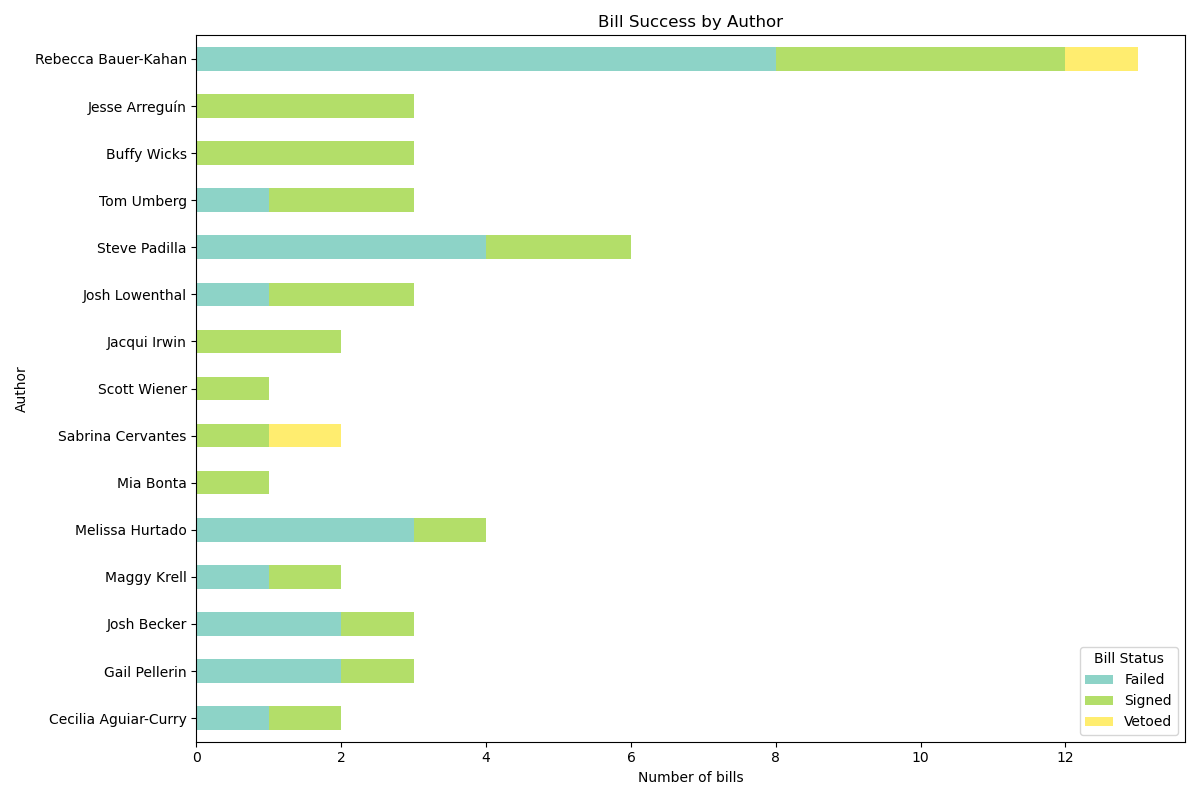 Bill Success by Author
Rebecca Bauer-Kahan
Jesse Arreguín
Buffy Wicks
Tom Umberg
Steve Padilla
Josh Lowenthal
Jacqui Irwin
Scott Wiener
Sabrina Cervantes
Mia Bonta
Melissa Hurtado
Maggy Krell
Josh Becker
Gail Pellerin
Cecilia Aguiar-Curry
Author
Bill Status
Failed
Signed
Vetoed
0 2 4 6 8 10 12
Number of bills